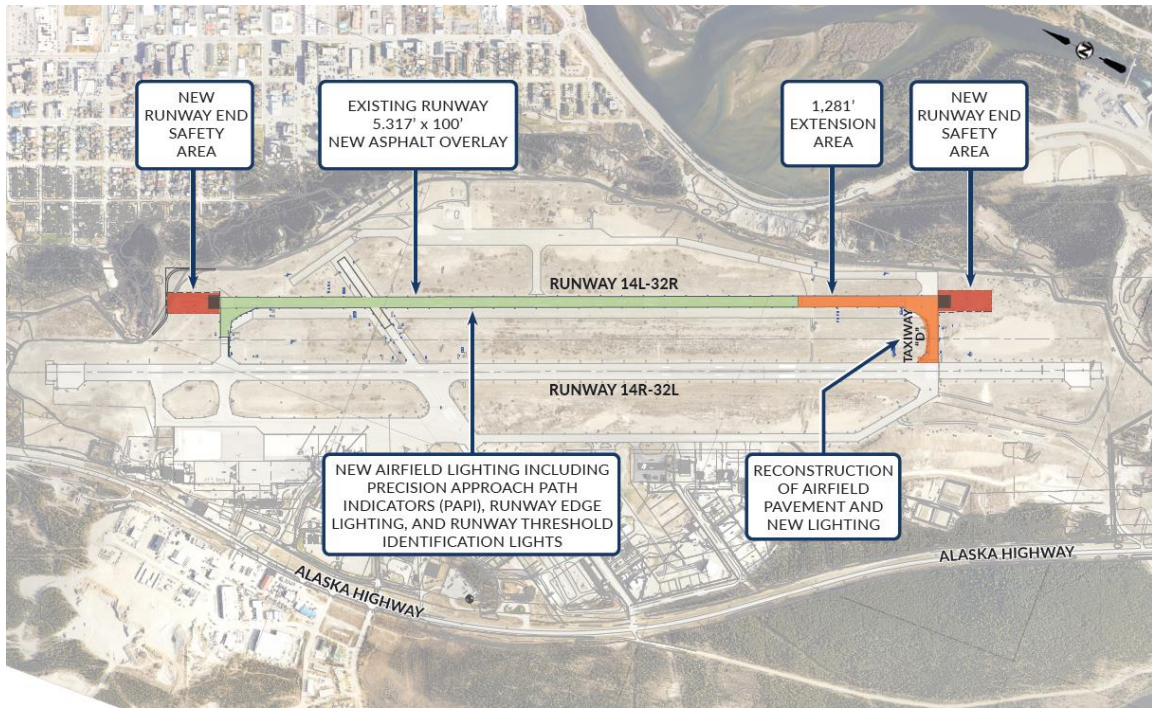 NEW
RUNWAY END
SAFETY
AREA
EXISTING RUNWAY
5.317' x 100'
NEW ASPHALT OVERLAY
1,281'
EXTENSION
AREA
NEW
RUNWAY END
SAFETY
AREA
N
RUNWAY 14L-32R
TAXIWAY
"D"
RUNWAY 14R-32L
NEW AIRFIELD LIGHTING INCLUDING
PRECISION APPROACH PATH
INDICATORS (PAPI), RUNWAY EDGE
LIGHTING, AND RUNWAY THRESHOLD
IDENTIFICATION LIGHTS
RECONSTRUCTION
OF AIRFIELD
PAVEMENT AND
NEW LIGHTING
ALASKA HIGHWAY
ALASKA HIGHWAY